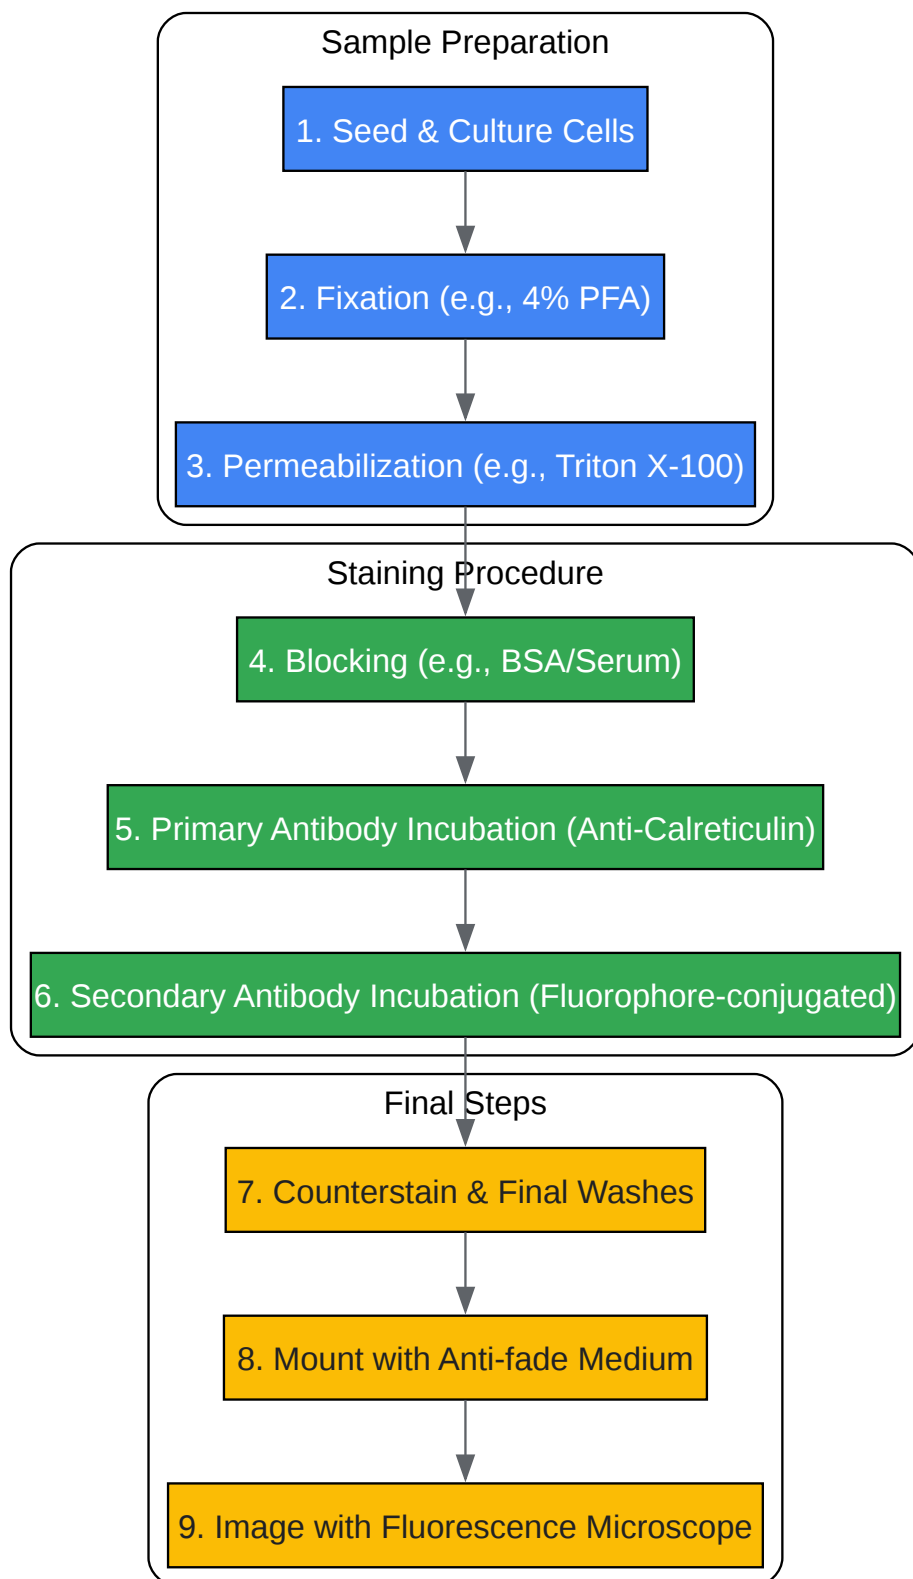 Sample Preparation
1. Seed & Culture Cells
2. Fixation (e.g., 4% PFA)
3. Permeabilization (e.g., Triton X-100)
Staining Procedure
4. Blocking (e.g., BSA/Serum)
5. Primary Antibody Incubation (Anti-Calreticulin)
6. Secondary Antibody Incubation (Fluorophore-conjugated)
Final Steps
7. Counterstain & Final Washes
8. Mount with Anti-fade Medium
9. Image with Fluorescence Microscope